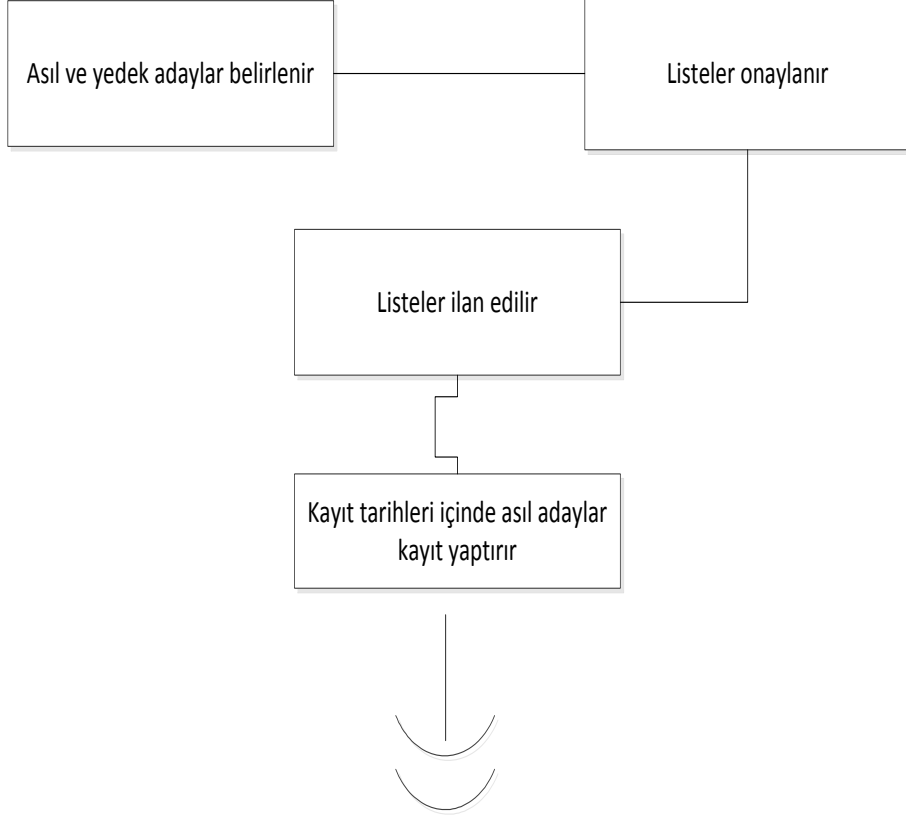 Asıl ve yedek adaylar belirlenir
Listeler onaylanır
Listeler ilan edilir
Kayıt tarihleri içinde asıl adaylar
kayıt yaptırır